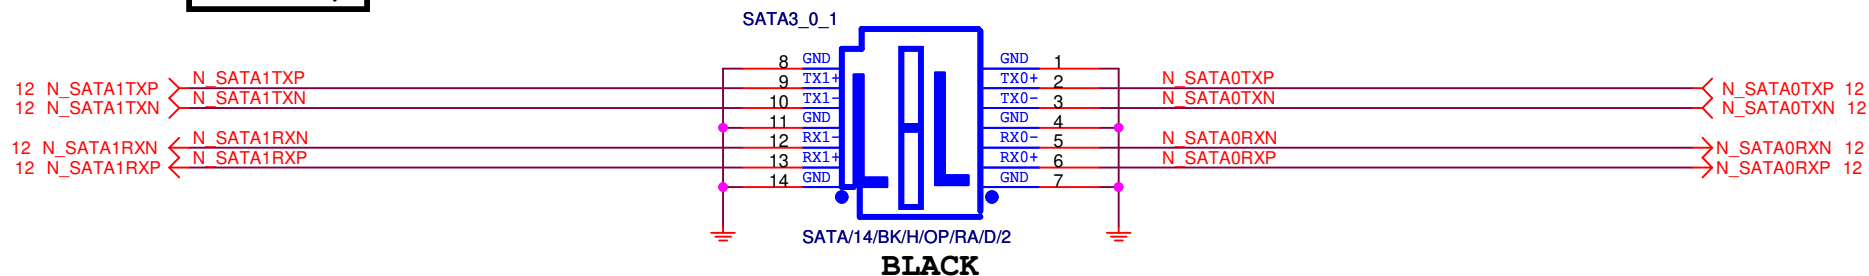 SATA3_0_1
8 GND GND 1
12 N_SATA1TXP N_SATA1TXP 9 TX1+ TX0+ 2 N_SATA0TXP N_SATA0TXP 12
12 N_SATA1TXN N_SATA1TXN 10 TX1- TX0- 3 N_SATA0TXN N_SATA0TXN 12
11 GND GND 4
12 N_SATA1RXN N_SATA1RXN 12 RX1- RX0- 5 N_SATA0RXN N_SATA0RXN 12
12 N_SATA1RXP N_SATA1RXP 13 RX1+ RX0+ 6 N_SATA0RXP N_SATA0RXP 12
14 GND GND 7
SATA/14/BK/H/OP/RA/D/2
BLACK